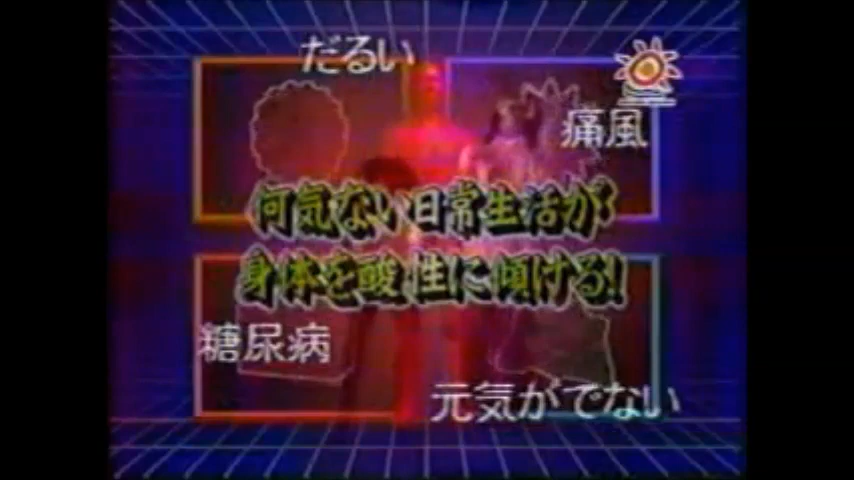 だるい
痛風
何気ない日常生活が
身体を酸性に傾ける!
糖尿病
元気がでない